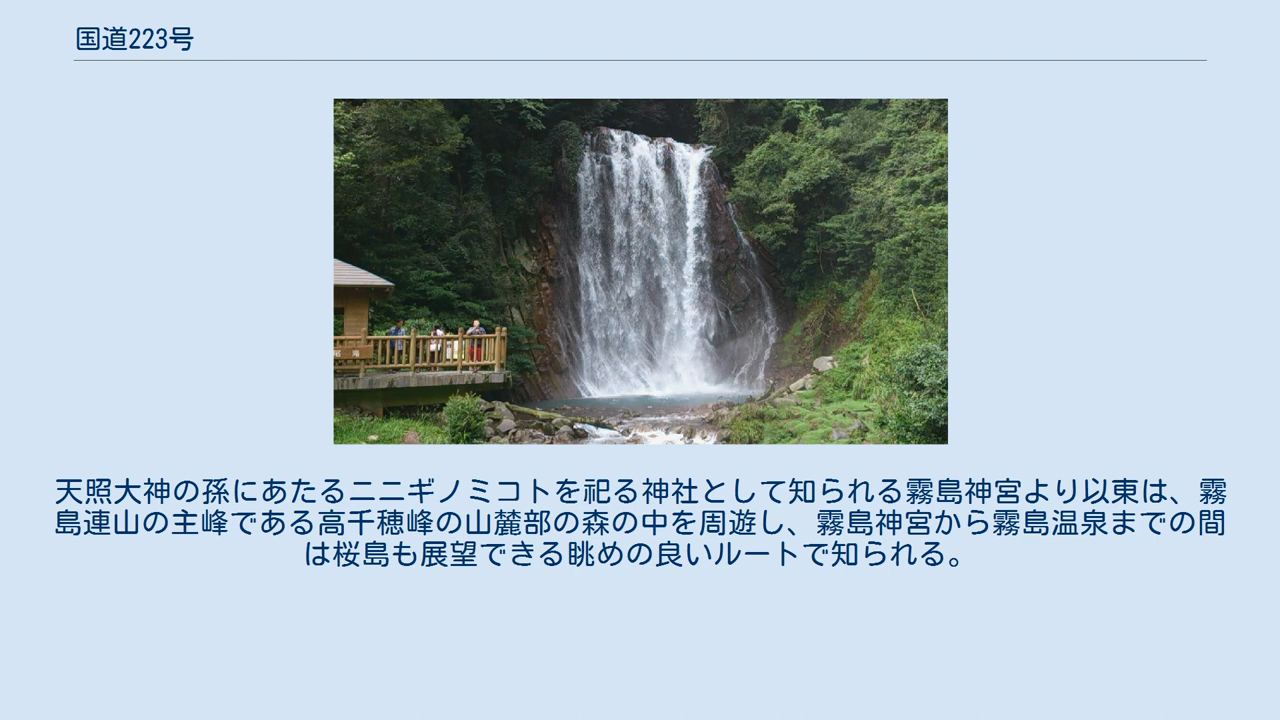 国道223号
天照大神の孫にあたるニニギノミコトを祀る神社として知られる霧島神宮より以東は、霧
島連山の主峰である高千穂峰の山麓部の森の中を周遊し、霧島神宮から霧島温泉までの間
は桜島も展望できる眺めの良いルートで知られる。